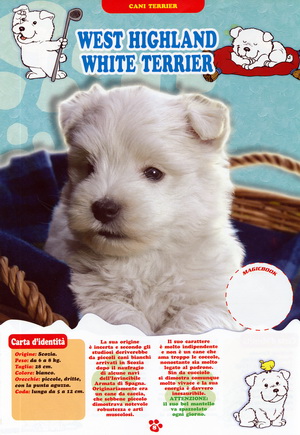 CANI TERRIER
WEST HIGHLAND
WHITE TERRIER
MAGICBOOK
Carta d'identità
Origine: Scozia.
Peso: da 6 a 8 kg.
Taglia: 28 cm.
Colore: bianco.
Orecchie: piccole, dritte,
con la punta aguzza.
Coda: lunga da 5 a 12 cm.
La sua origine
è incerta e secondo gli
studiosi deriverebbe
da piccoli cani bianchi
arrivati in Scozia
dopo il naufragio
di alcune navi
dell'Invincibile
Armata di Spagna.
Originariamente era
un cane da caccia,
che sebbene piccolo
dimostrava notevole
robustezza e arti
muscolosi.
Il suo carattere
è molto indipendente
e non è un cane che
ama troppo le coccole,
nonostante sia molto
legato al padrone.
Sin da cucciolo
si dimostra comunque
molto vivace e la sua
energia è davvero
inesauribile.
ATTENZIONE:
il suo bel mantello
va spazzolato
ogni giorno.